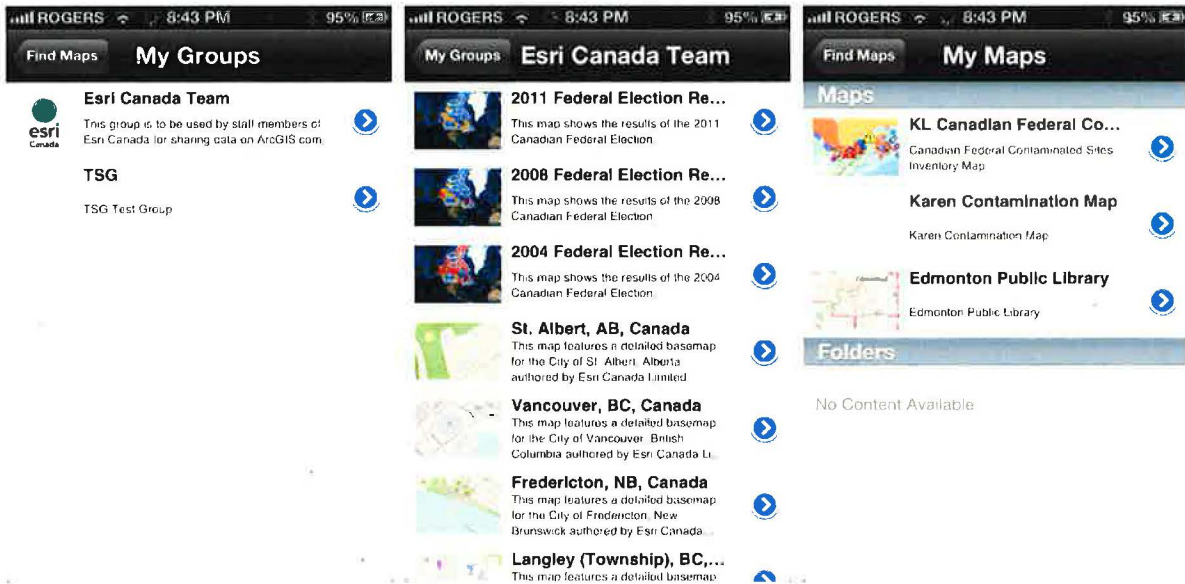 ROGERS 8:43 PM 95%
Find Maps My Groups
esri
Canada
Esri Canada Team
This group is to be used by staff members of
Esri Canada for sharing data on ArcGIS com
TSG
TSG Test Group
ROGERS 8:43 PM 95%
My Groups Esri Canada Team
2011 Federal Election Re...
This map shows the results of the 2011
Canadian Federal Election
2008 Federal Election Re...
This map shows the results of the 2008
Canadian Federal Election
2004 Federal Election Re...
This map shows the results of the 2004
Canadian Federal Election
St. Albert, AB, Canada
This map features a detailed basemap
for the City of St Albert, Alberta
authored by Esri Canada Limited
Vancouver, BC, Canada
This map features a detailed basemap
for the City of Vancouver British
Columbia authored by Esri Canada Li...
Fredericton, NB, Canada
This map features a detailed basemap
for the City of Fredericton, New
Brunswick authored by Esri Canada...
Langley (Township), BC,...
This map features a detailed basemap
ROGERS 8:43 PM 95%
Find Maps My Maps
Maps
KL Canadian Federal Co...
Canadian Federal Contaminated Sites
Inventory Map
Karen Contamination Map
Karen Contamination Map
Edmonton Public Library
Edmonton Public Library
Folders
No Content Available